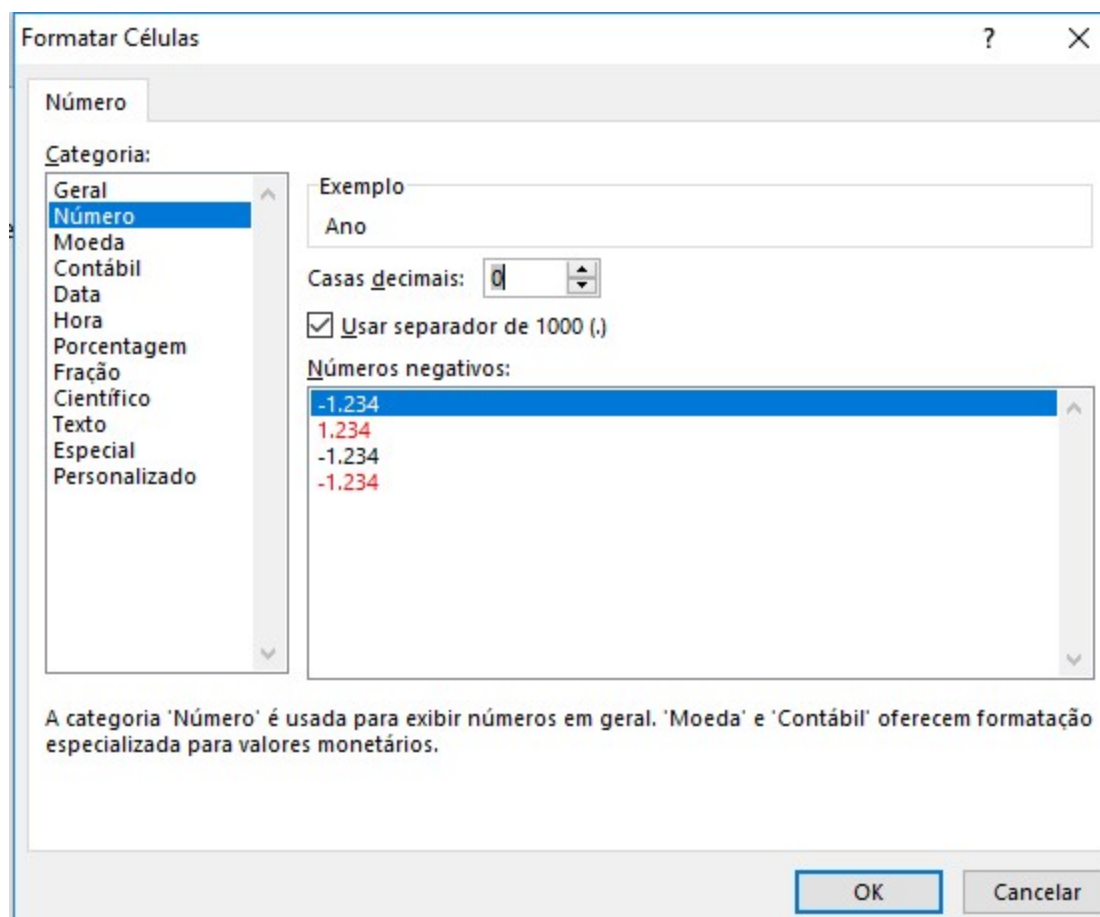 Formatar Células
?
Número
Categoria:
Geral
Número
Moeda
Contábil
Data
Hora
Porcentagem
Fração
Científico
Texto
Especial
Personalizado
Exemplo
Ano
Casas decimais: 0
Usar separador de 1000 (.)
Números negativos:
-1.234
1.234
-1.234
-1.234
A categoria 'Número' é usada para exibir números em geral. 'Moeda' e 'Contábil' oferecem formatação
especializada para valores monetários.
OK
Cancelar